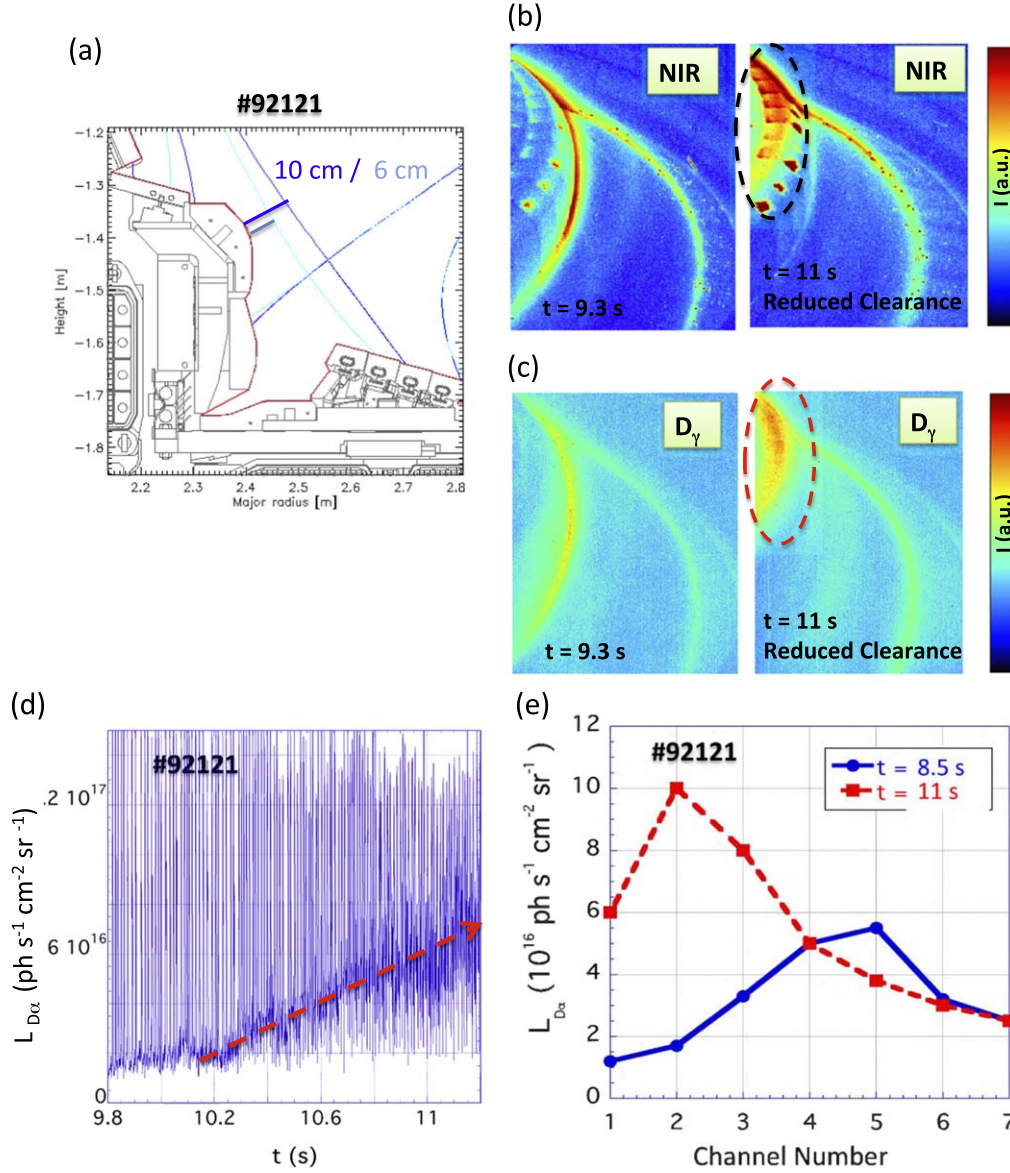 (a)
#92121
10 cm / 6 cm
-1.2
-1.3
-1.4
-1.5
-1.6
-1.7
-1.8
Height [m]
2.2 2.3 2.4 2.5 2.6 2.7 2.8
Major radius [m]
(b)
NIR
t = 9.3 s
NIR
t = 11 s
Reduced Clearance
I (a.u.)
(c)
Dγ
t = 9.3 s
Dγ
t = 11 s
Reduced Clearance
I (a.u.)
(d)
#92121
.2 10¹⁷
6 10¹⁶
0
L Dα (ph s⁻¹ cm⁻² sr ⁻¹)
9.8 10.2 10.6 11
t (s)
(e)
#92121
t = 8.5 s
t = 11 s
12
10
8
6
4
2
0
L Dα (10¹⁶ ph s⁻¹ cm⁻² sr⁻¹)
1 2 3 4 5 6 7
Channel Number